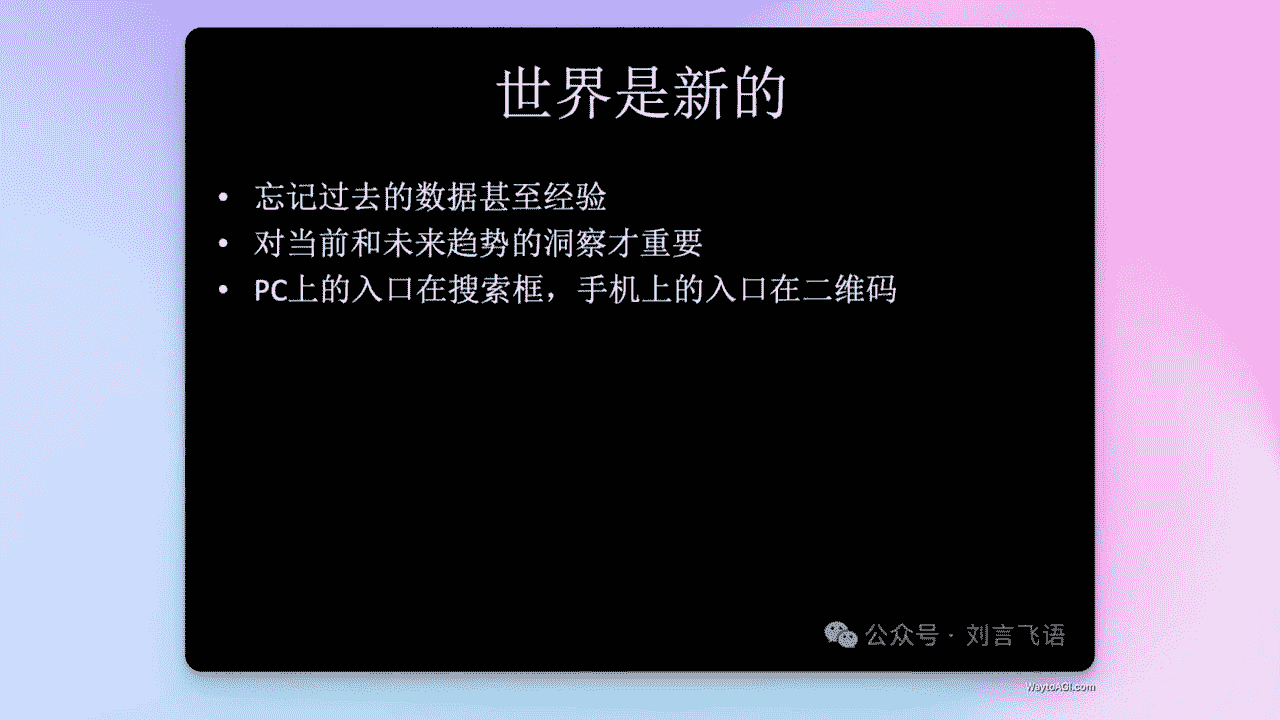 世界是新的
• 忘记过去的数据甚至经验
• 对当前和未来趋势的洞察才重要
• PC上的入口在搜索框，手机上的入口在二维码
公众号 · 刘言飞语
WaytoAGI.com